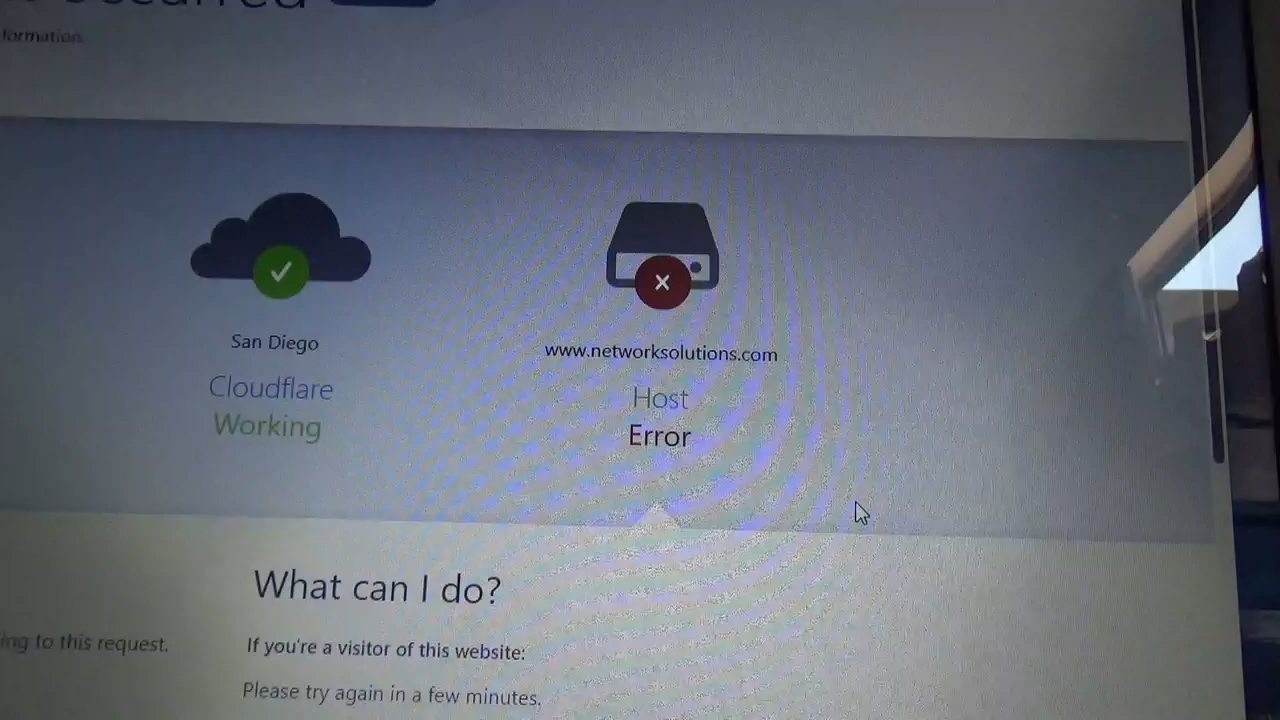 occurred
formation.
San Diego
Cloudflare
Working
www.networksolutions.com
Host
Error
What can I do?
ing to this request.
If you're a visitor of this website:
Please try again in a few minutes.